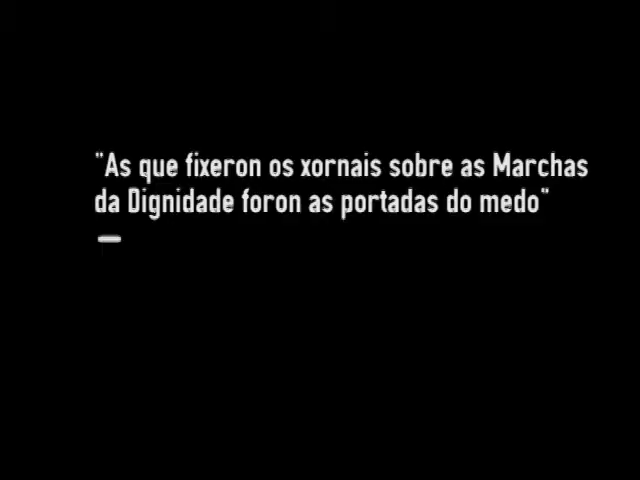 "As que fixeron os xornais sobre as Marchas
da Dignidade foron as portadas do medo"